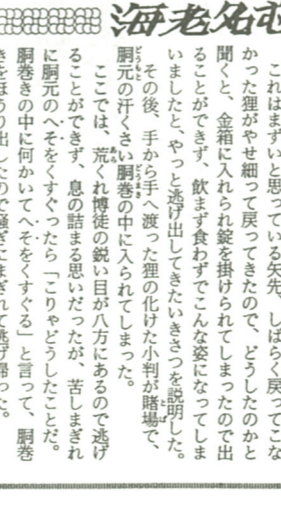 海老名む
これはまずいと思っている矢先、しばらく戻ってこな
かった狸がやせ細って戻ってきたので、どうしたのかと
聞くと、金箱に入れられ錠を掛けられてしまったので出
ることができず、飲まず食わずでこんな姿になってしま
いましたと、やっと逃げ出してきたいきさつを説明した。
その後、手から手へ渡った狸の化けた小判が賭場で、
胴元の汗くさい胴巻の中に入られてしまった。
ここでは、荒くれ博徒の鋭い目が八方にあるので逃げ
ることができず、息の詰まる思いだったが、苦しまぎれ
に胴元のへそをすぐったら「こりゃどうしたことだ。
胴巻きの中に何かいてへそをくすぐる」と言って、胴巻
きをほうり出したので騒ぎにまぎれて逃げ帰った。